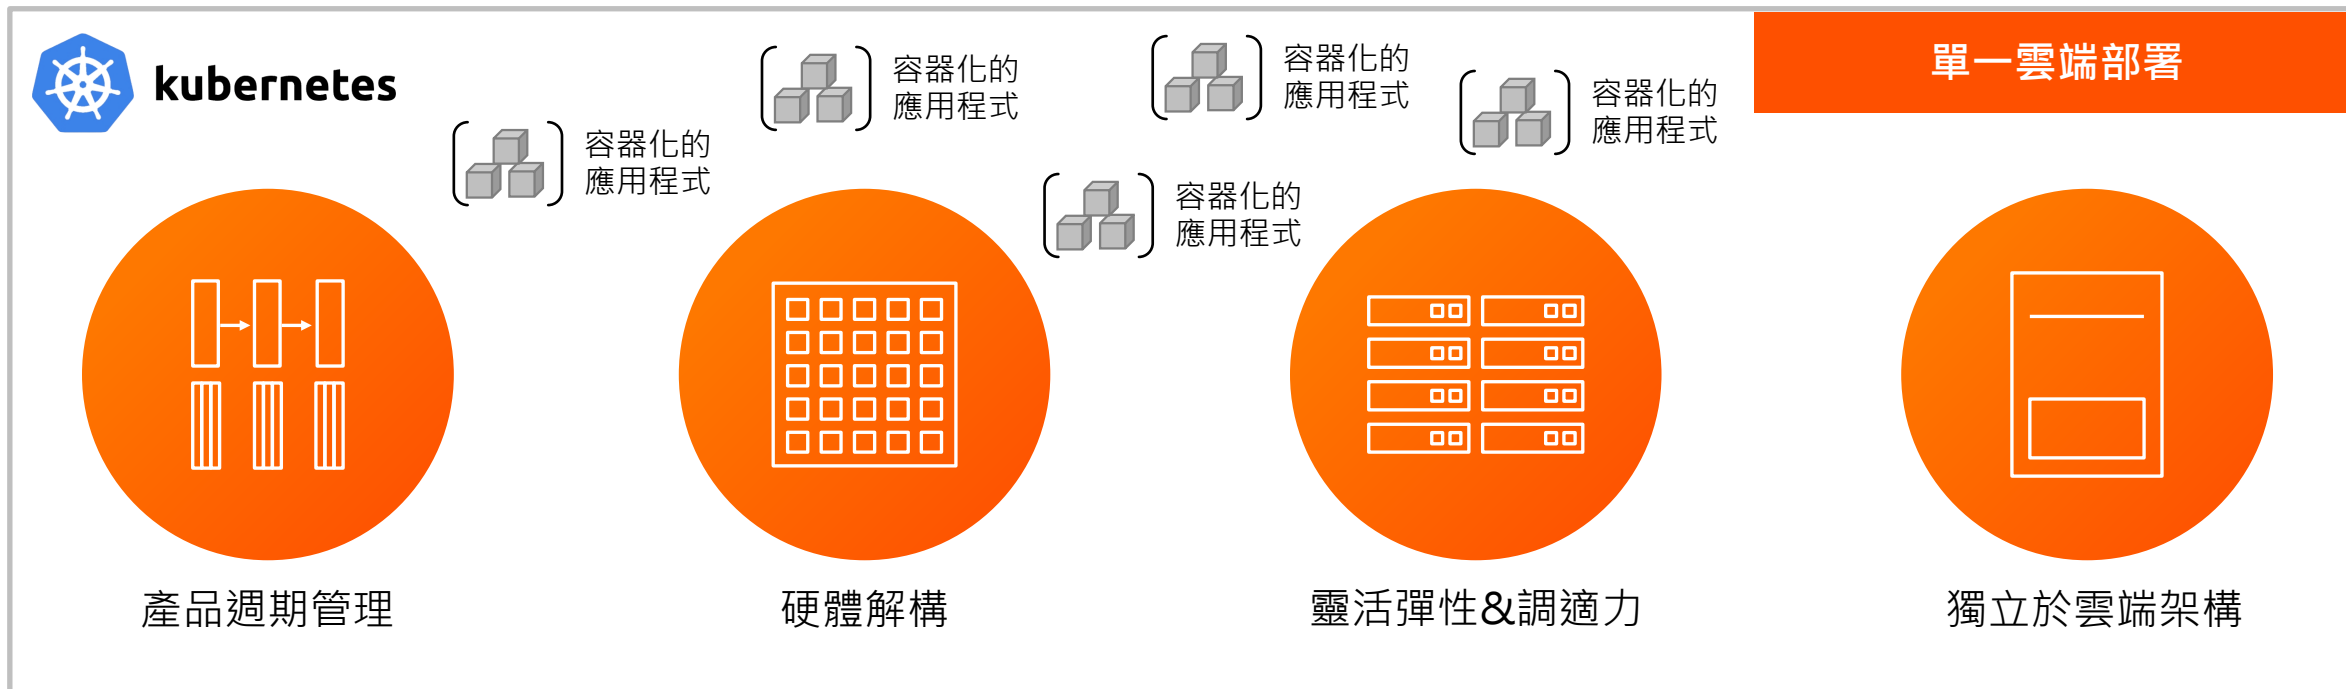 kubernetes
容器化的
應用程式
容器化的
應用程式
容器化的
應用程式
容器化的
應用程式
容器化的
應用程式
單一雲端部署
產品週期管理
硬體解構
靈活彈性&調適力
獨立於雲端架構